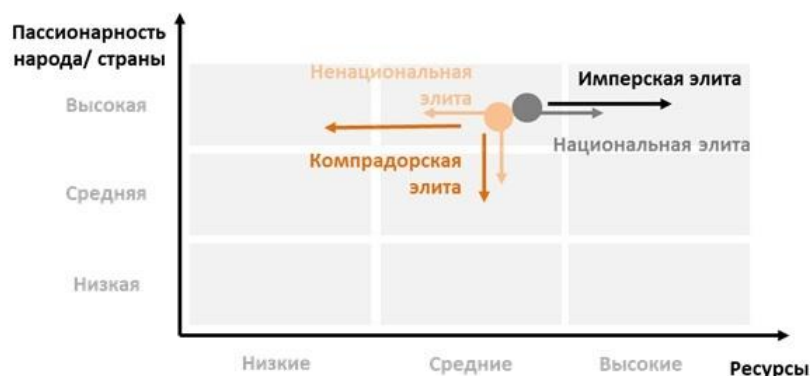 Пассионарность
народа/ страны
Ненациональная
элита
Имперская элита
Высокая
Национальная элита
Компрадорская
элита
Средняя
Низкая
Низкие
Средние
Высокие
Ресурсы